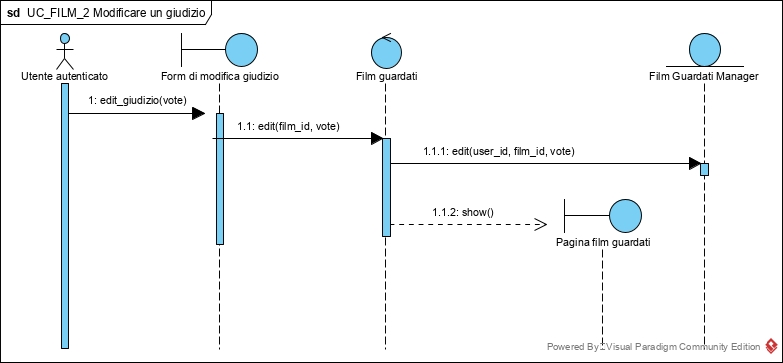 sd UC_FILM_2 Modificare un giudizio
Utente autenticato
Form di modifica giudizio
Film guardati
Film Guardati Manager
1: edit_giudizio(vote)
1.1: edit(film_id, vote)
1.1.1: edit(user_id, film_id, vote)
1.1.2: show()
Pagina film guardati
Powered By Visual Paradigm Community Edition